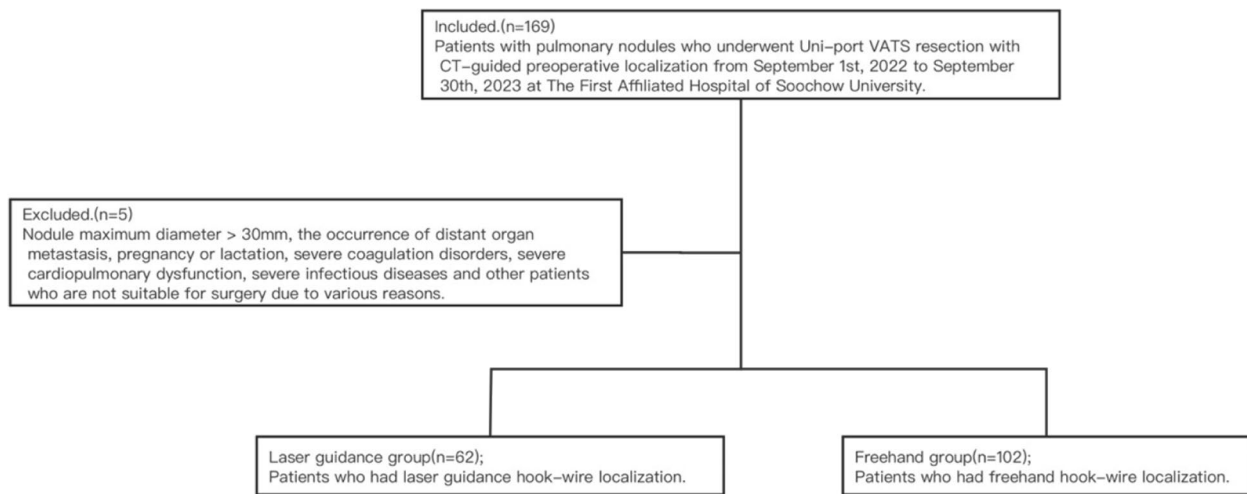 Included.(n=169)
Patients with pulmonary nodules who underwent Uni-port VATS resection with
CT-guided preoperative localization from September 1st, 2022 to September
30th, 2023 at The First Affiliated Hospital of Soochow University.
Excluded.(n=5)
Nodule maximum diameter > 30mm, the occurrence of distant organ
metastasis, pregnancy or lactation, severe coagulation disorders, severe
cardiopulmonary dysfunction, severe infectious diseases and other patients
who are not suitable for surgery due to various reasons.
Laser guidance group(n=62);
Patients who had laser guidance hook-wire localization.
Freehand group(n=102);
Patients who had freehand hook-wire localization.